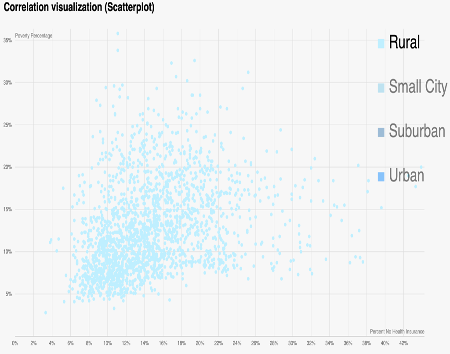 Correlation visualization (Scatterplot)
Poverty Percentage
35%
30%
25%
20%
15%
10%
5%
Rural
Small City
Suburban
Urban
Percent No Health Insurance
0% 2% 4% 6% 8% 10% 12% 14% 16% 18% 20% 22% 24% 26% 28% 30% 32% 34% 36% 38% 40% 42%